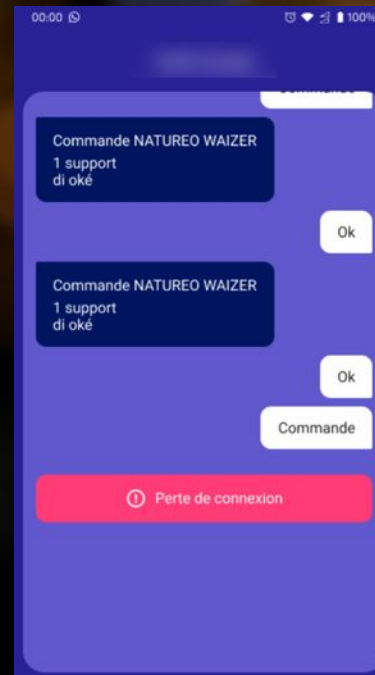 00:00
100%
Commande
Commande NATUREO WAIZER
1 support
di oké
Ok
Commande NATUREO WAIZER
1 support
di oké
Ok
Commande
Perte de connexion